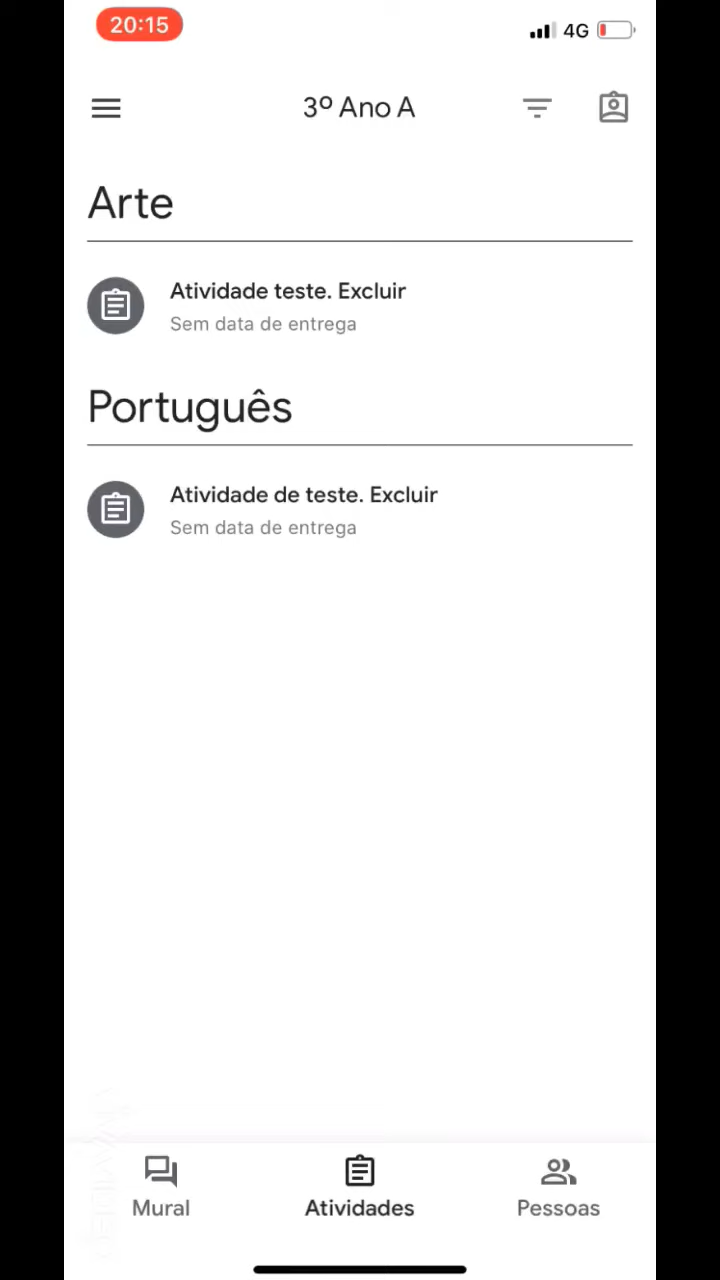 20:15
4G
3º Ano A
Arte
Atividade teste. Excluir
Sem data de entrega
Português
Atividade de teste. Excluir
Sem data de entrega
Mural
Atividades
Pessoas